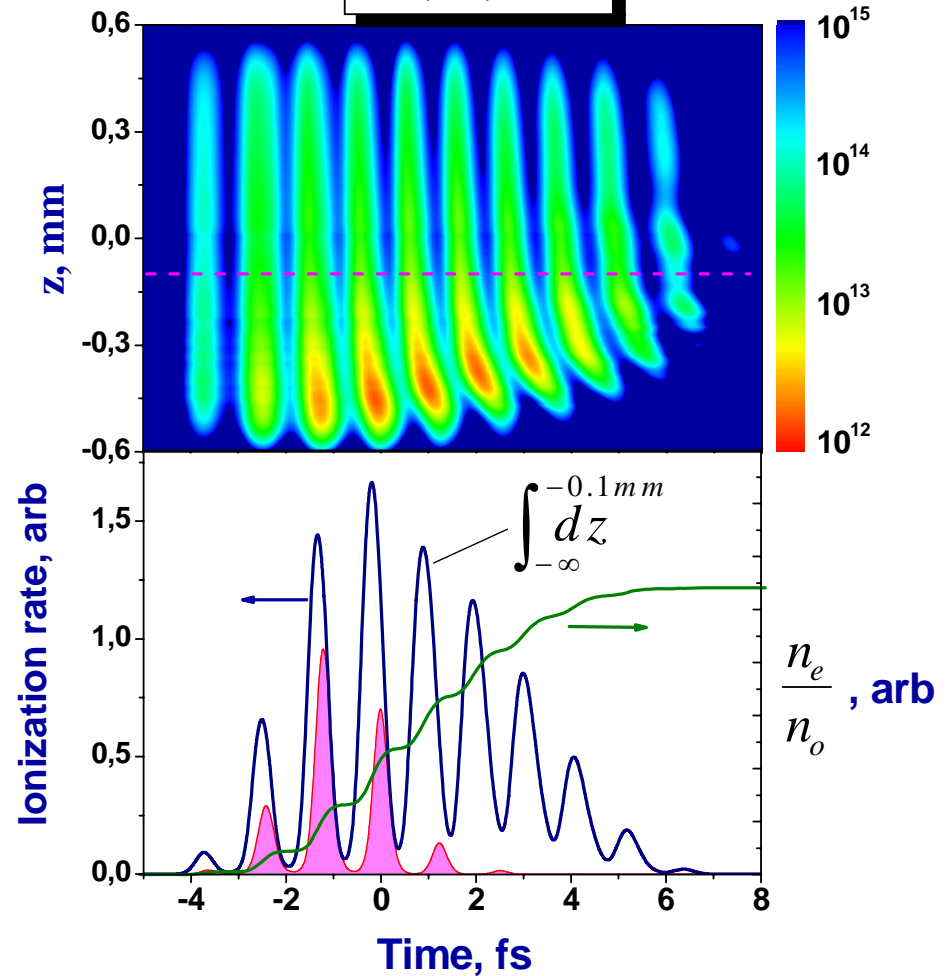 0,6
0,3
0,0
-0,3
-0,6
z, mm
10^15
10^14
10^13
10^12
1,5
1,0
0,5
0,0
Ionization rate, arb
∫_{-∞}^{-0.1mm} dz
n_e/n_o , arb
-4 -2 0 2 4 6 8
Time, fs